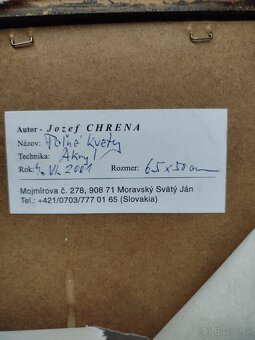 Autor - Jozef CHRENA
Názov: Poľné kvety
Technika: Akryl
Rok: 4. VI. 2001 Rozmer: 65 x 50 cm
Mojmírova č. 278, 908 71 Moravský Svätý Ján
Tel.: +421/0703/777 01 65 (Slovakia)